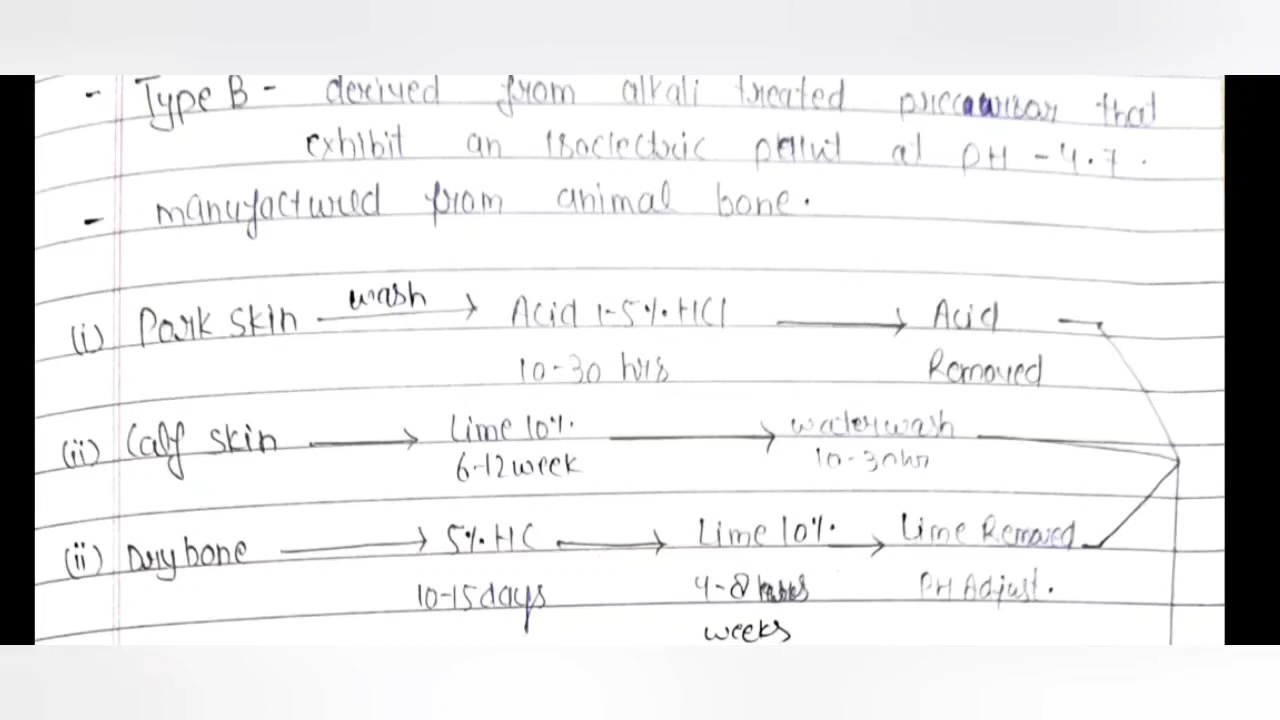 - Type B - derived from alkali treated precawrsar that
exhibit an Isoelectric point at PH - 4.7.
- manufactured from animal bone.
(i) Pork skin wash → Acid 1-5% HCl → Acid
10-30 hrs Removed
(ii) Calf skin → Lime 10% → water wash
6-12 week 10-30 hr
(ii) Dry bone → 5% HC → Lime 10% → Lime Removed
10-15 days 4-8 PH Adjust.
weeks